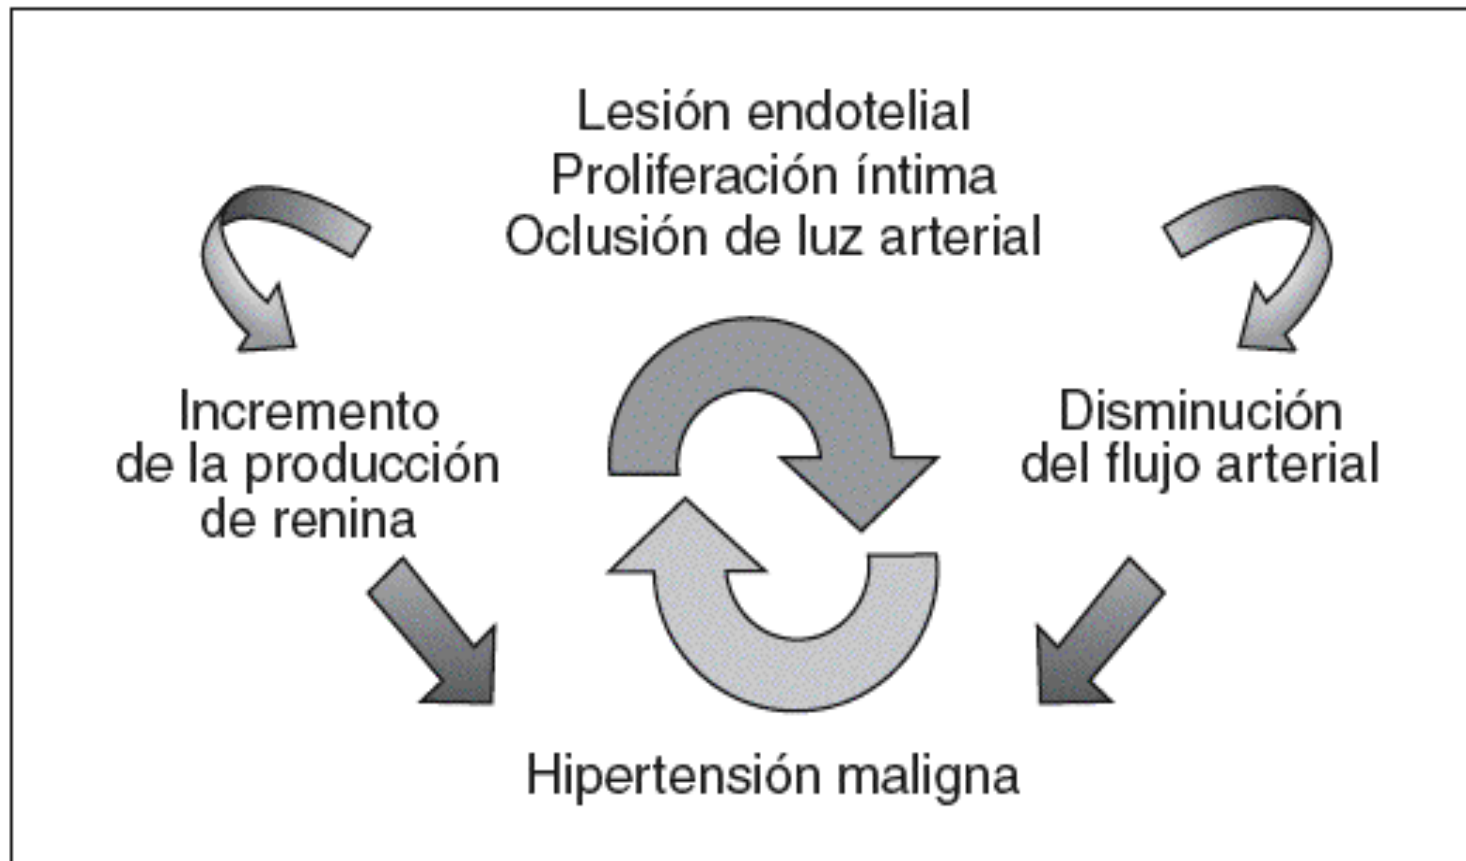 Lesión endotelial
Proliferación íntima
Oclusión de luz arterial
Incremento
de la producción
de renina
Disminución
del flujo arterial
Hipertensión maligna